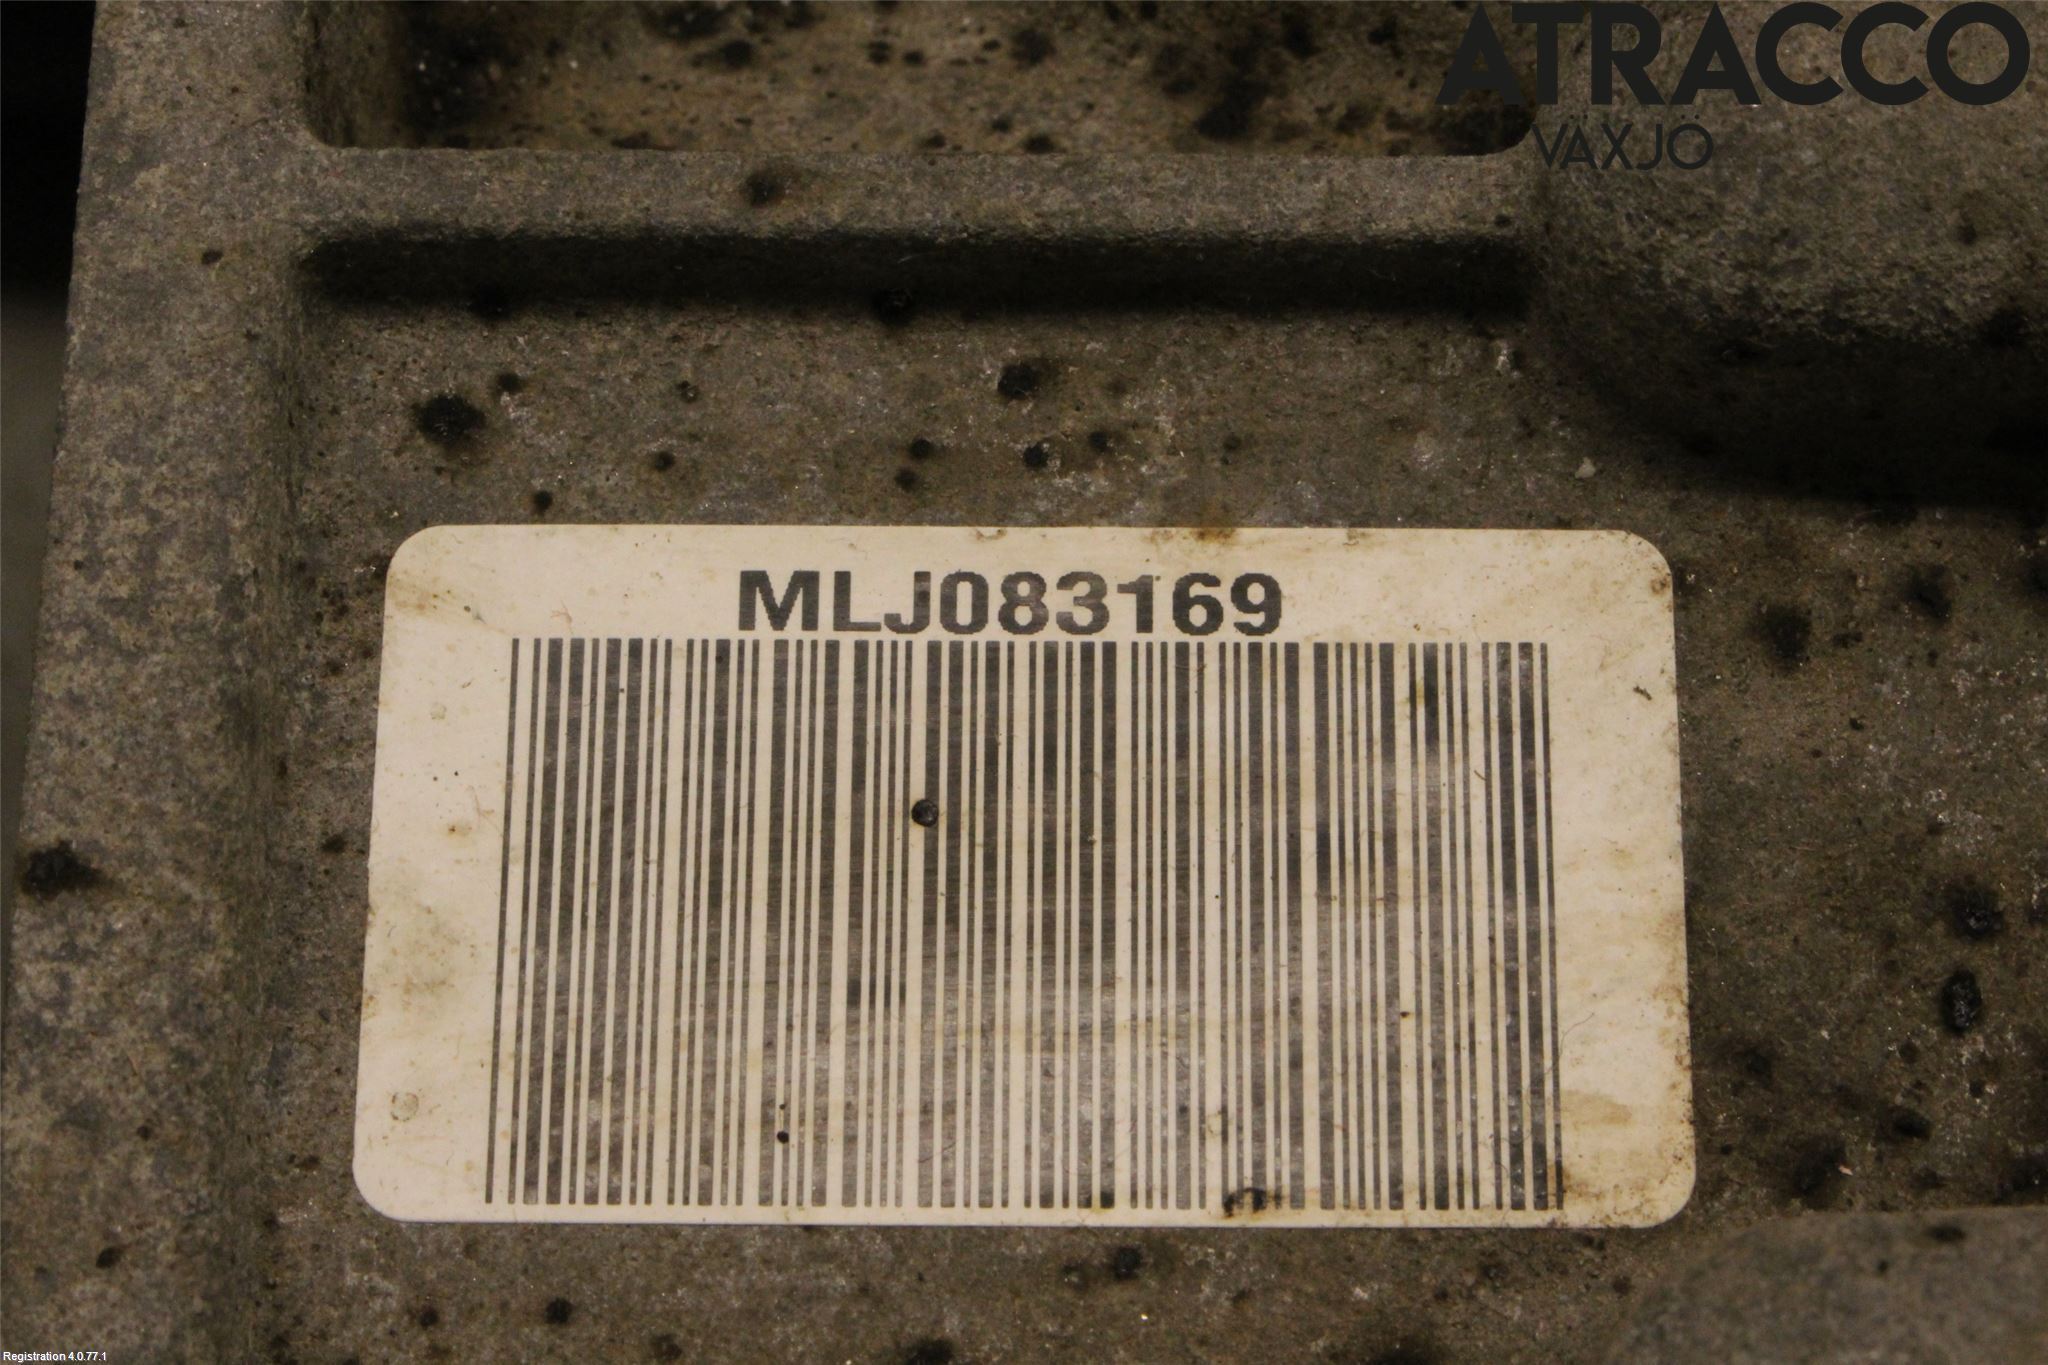 ATRACCO
VÄXJÖ
MLJ083169
Registration 4.0.77.1